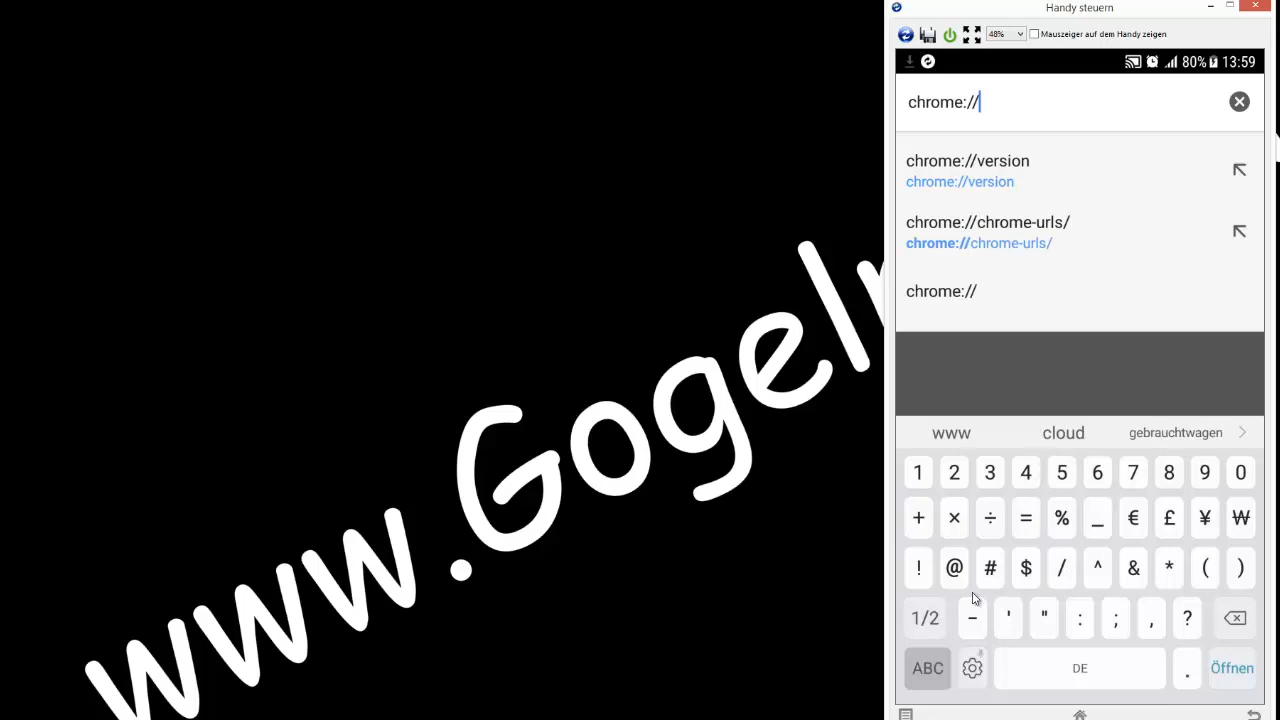 www.Gogel
Handy steuern
48%
Mauszeiger auf dem Handy zeigen
80% 13:59
chrome://
chrome://version
chrome://version
chrome://chrome-urls/
chrome://chrome-urls/
chrome://
www cloud gebrauchtwagen
1 2 3 4 5 6 7 8 9 0
+ × ÷ = % _ € £ ¥ ₩
! @ # $ / ^ & * ( )
1/2 - ' " : ; , ?
ABC DE . Öffnen